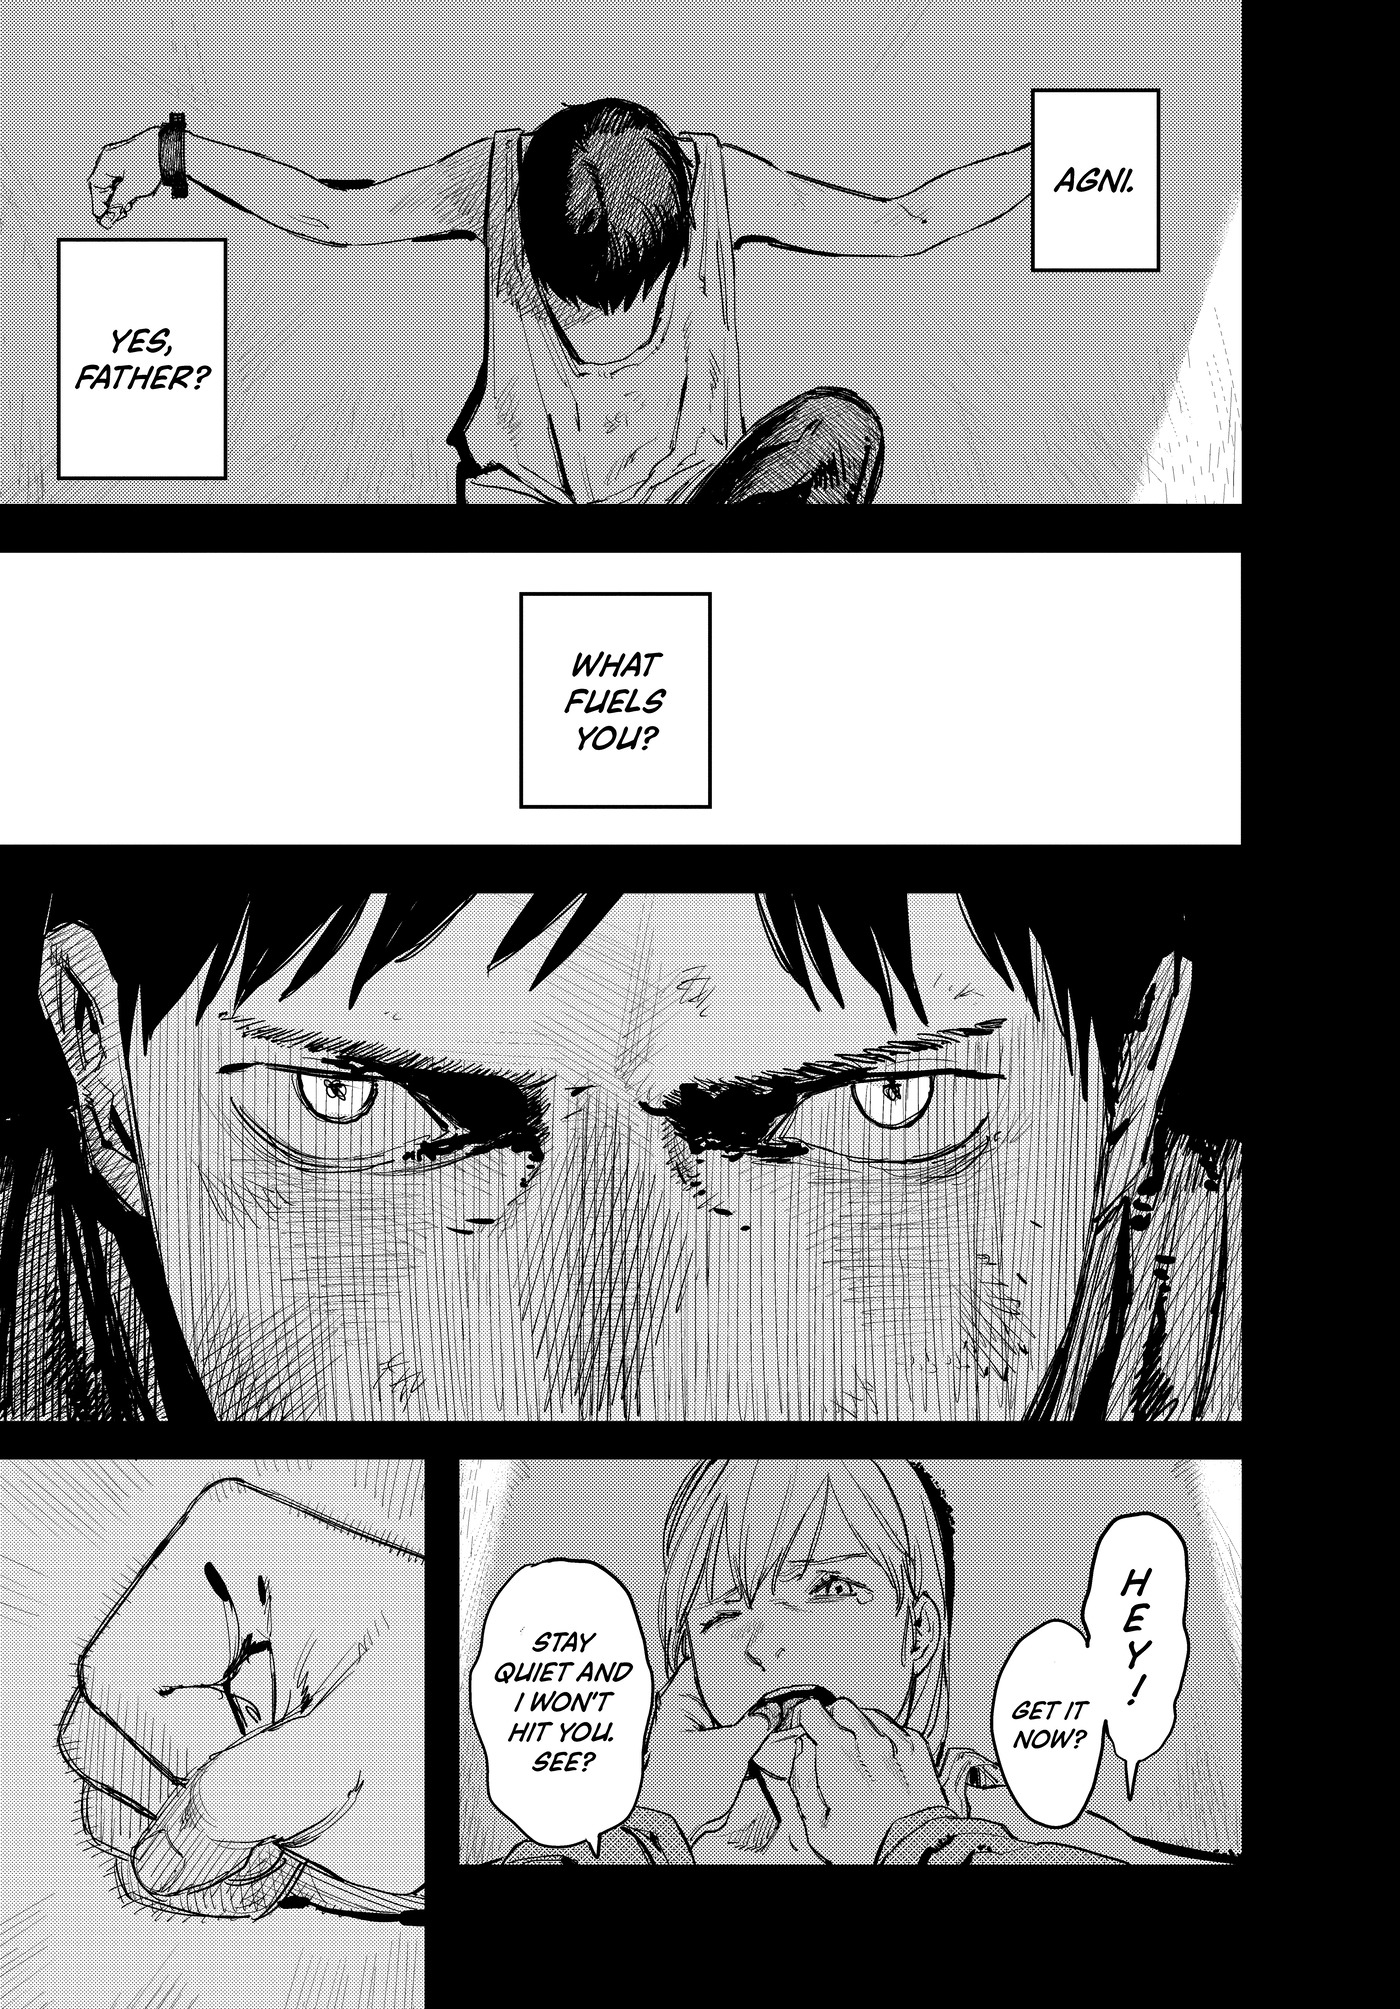 AGNI.
YES,
FATHER?
WHAT
FUELS
YOU?
HEY!
GET IT
NOW?
STAY
QUIET AND
I WON'T
HIT YOU.
SEE?